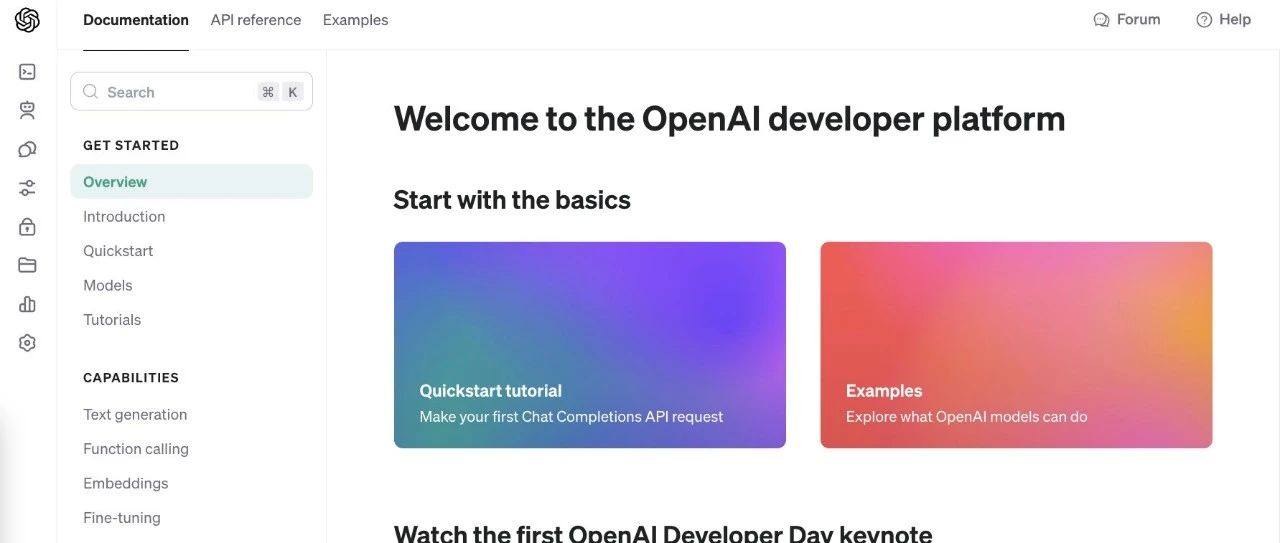 Documentation API reference Examples
Forum Help
Search ⌘ K
GET STARTED
Overview
Introduction
Quickstart
Models
Tutorials
CAPABILITIES
Text generation
Function calling
Embeddings
Fine-tuning
Welcome to the OpenAI developer platform
Start with the basics
Quickstart tutorial
Make your first Chat Completions API request
Examples
Explore what OpenAI models can do
Watch the first OpenAI Developer Day keynote